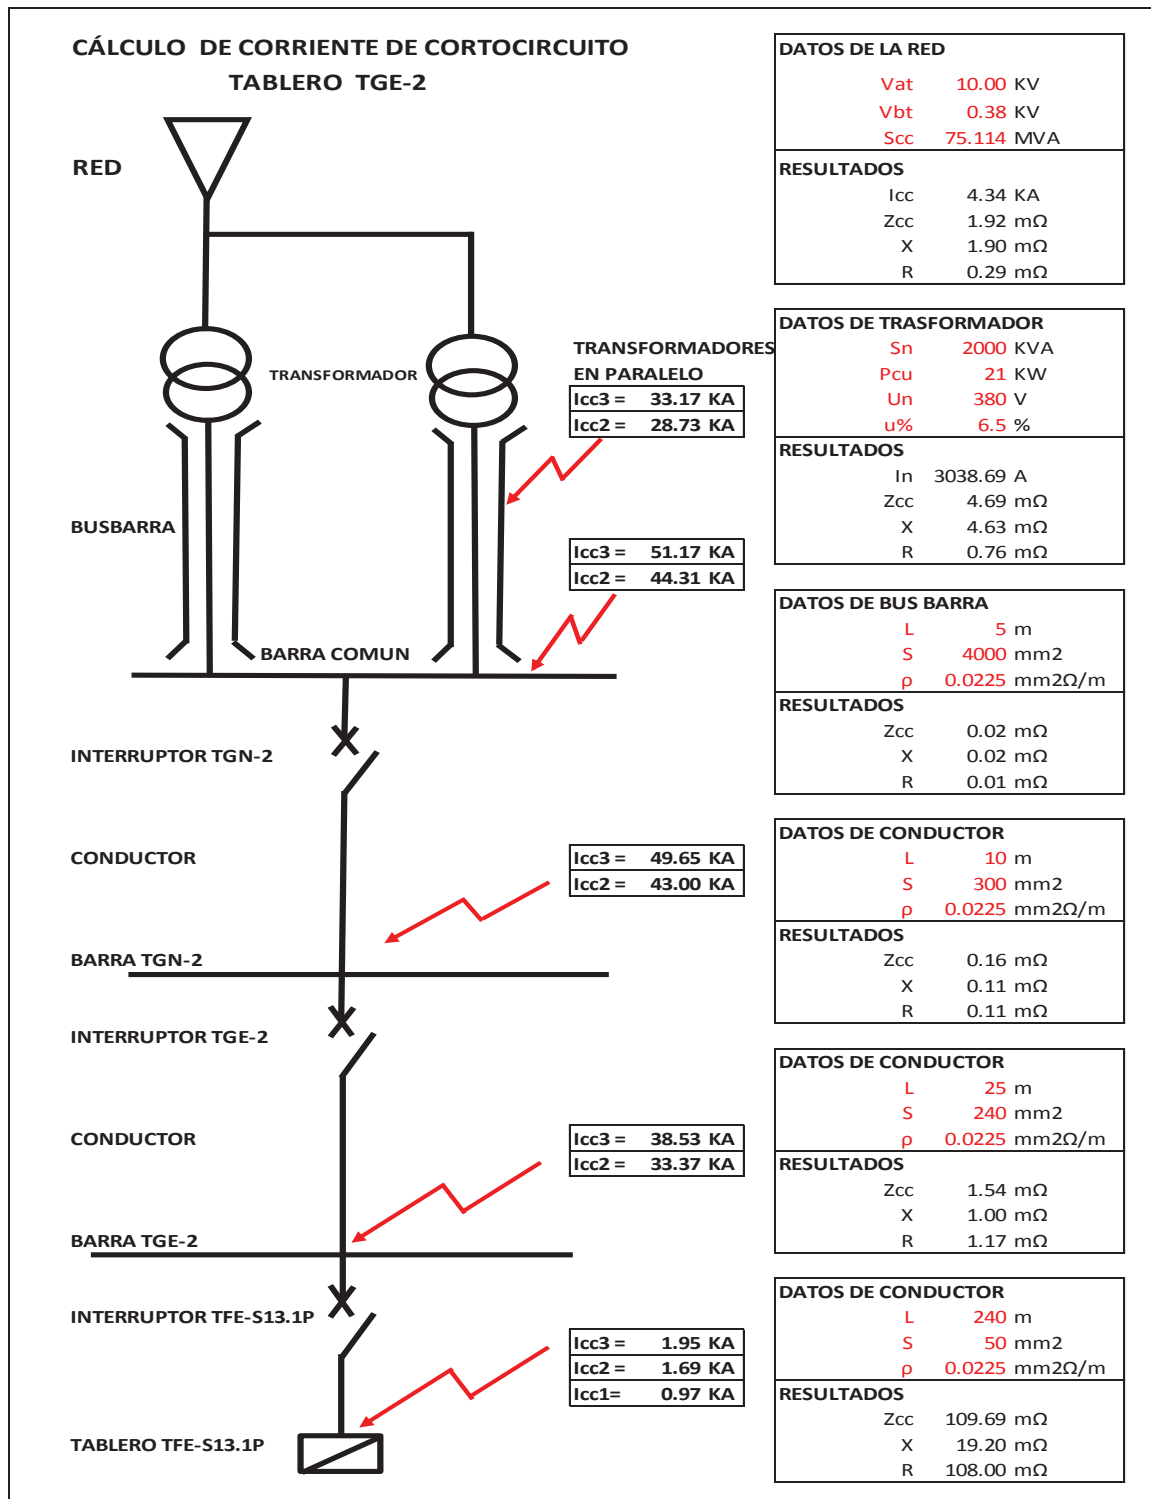 CÁLCULO DE CORRIENTE DE CORTOCIRCUITO
TABLERO TGE-2
RED
TRANSFORMADOR
TRANSFORMADORES
EN PARALELO
Icc3 = 33.17 KA
Icc2 = 28.73 KA
BUSBARRA
Icc3 = 51.17 KA
Icc2 = 44.31 KA
BARRA COMUN
INTERRUPTOR TGN-2
CONDUCTOR
Icc3 = 49.65 KA
Icc2 = 43.00 KA
BARRA TGN-2
INTERRUPTOR TGE-2
CONDUCTOR
Icc3 = 38.53 KA
Icc2 = 33.37 KA
BARRA TGE-2
INTERRUPTOR TFE-S13.1P
Icc3 = 1.95 KA
Icc2 = 1.69 KA
Icc1= 0.97 KA
TABLERO TFE-S13.1P
DATOS DE LA RED
Vat 10.00 KV
Vbt 0.38 KV
Scc 75.114 MVA
RESULTADOS
Icc 4.34 KA
Zcc 1.92 mΩ
X 1.90 mΩ
R 0.29 mΩ
DATOS DE TRASFORMADOR
Sn 2000 KVA
Pcu 21 KW
Un 380 V
u% 6.5 %
RESULTADOS
In 3038.69 A
Zcc 4.69 mΩ
X 4.63 mΩ
R 0.76 mΩ
DATOS DE BUS BARRA
L 5 m
S 4000 mm2
ρ 0.0225 mm2Ω/m
RESULTADOS
Zcc 0.02 mΩ
X 0.02 mΩ
R 0.01 mΩ
DATOS DE CONDUCTOR
L 10 m
S 300 mm2
ρ 0.0225 mm2Ω/m
RESULTADOS
Zcc 0.16 mΩ
X 0.11 mΩ
R 0.11 mΩ
DATOS DE CONDUCTOR
L 25 m
S 240 mm2
ρ 0.0225 mm2Ω/m
RESULTADOS
Zcc 1.54 mΩ
X 1.00 mΩ
R 1.17 mΩ
DATOS DE CONDUCTOR
L 240 m
S 50 mm2
ρ 0.0225 mm2Ω/m
RESULTADOS
Zcc 109.69 mΩ
X 19.20 mΩ
R 108.00 mΩ